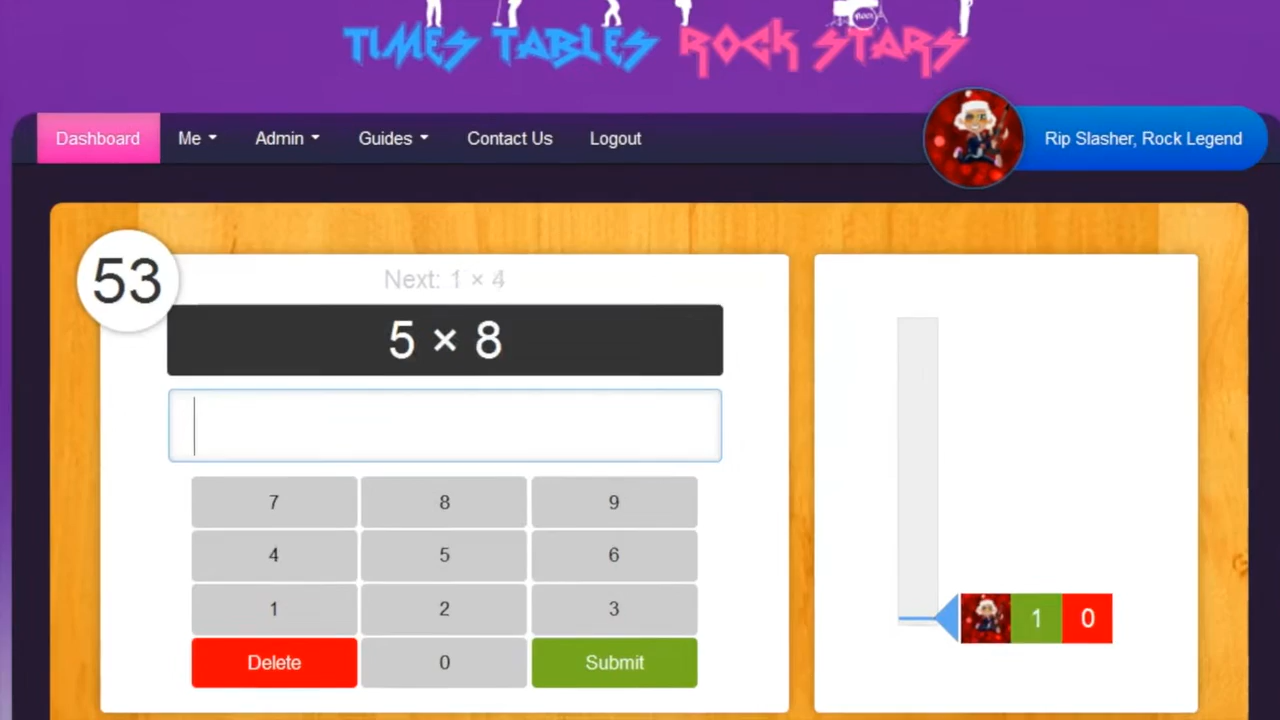 TIMES TABLES ROCK STARS
Dashboard Me Admin Guides Contact Us Logout
Rip Slasher, Rock Legend
53
Next: 1 × 4
5 × 8
7 8 9
4 5 6
1 2 3
Delete 0 Submit
1 0